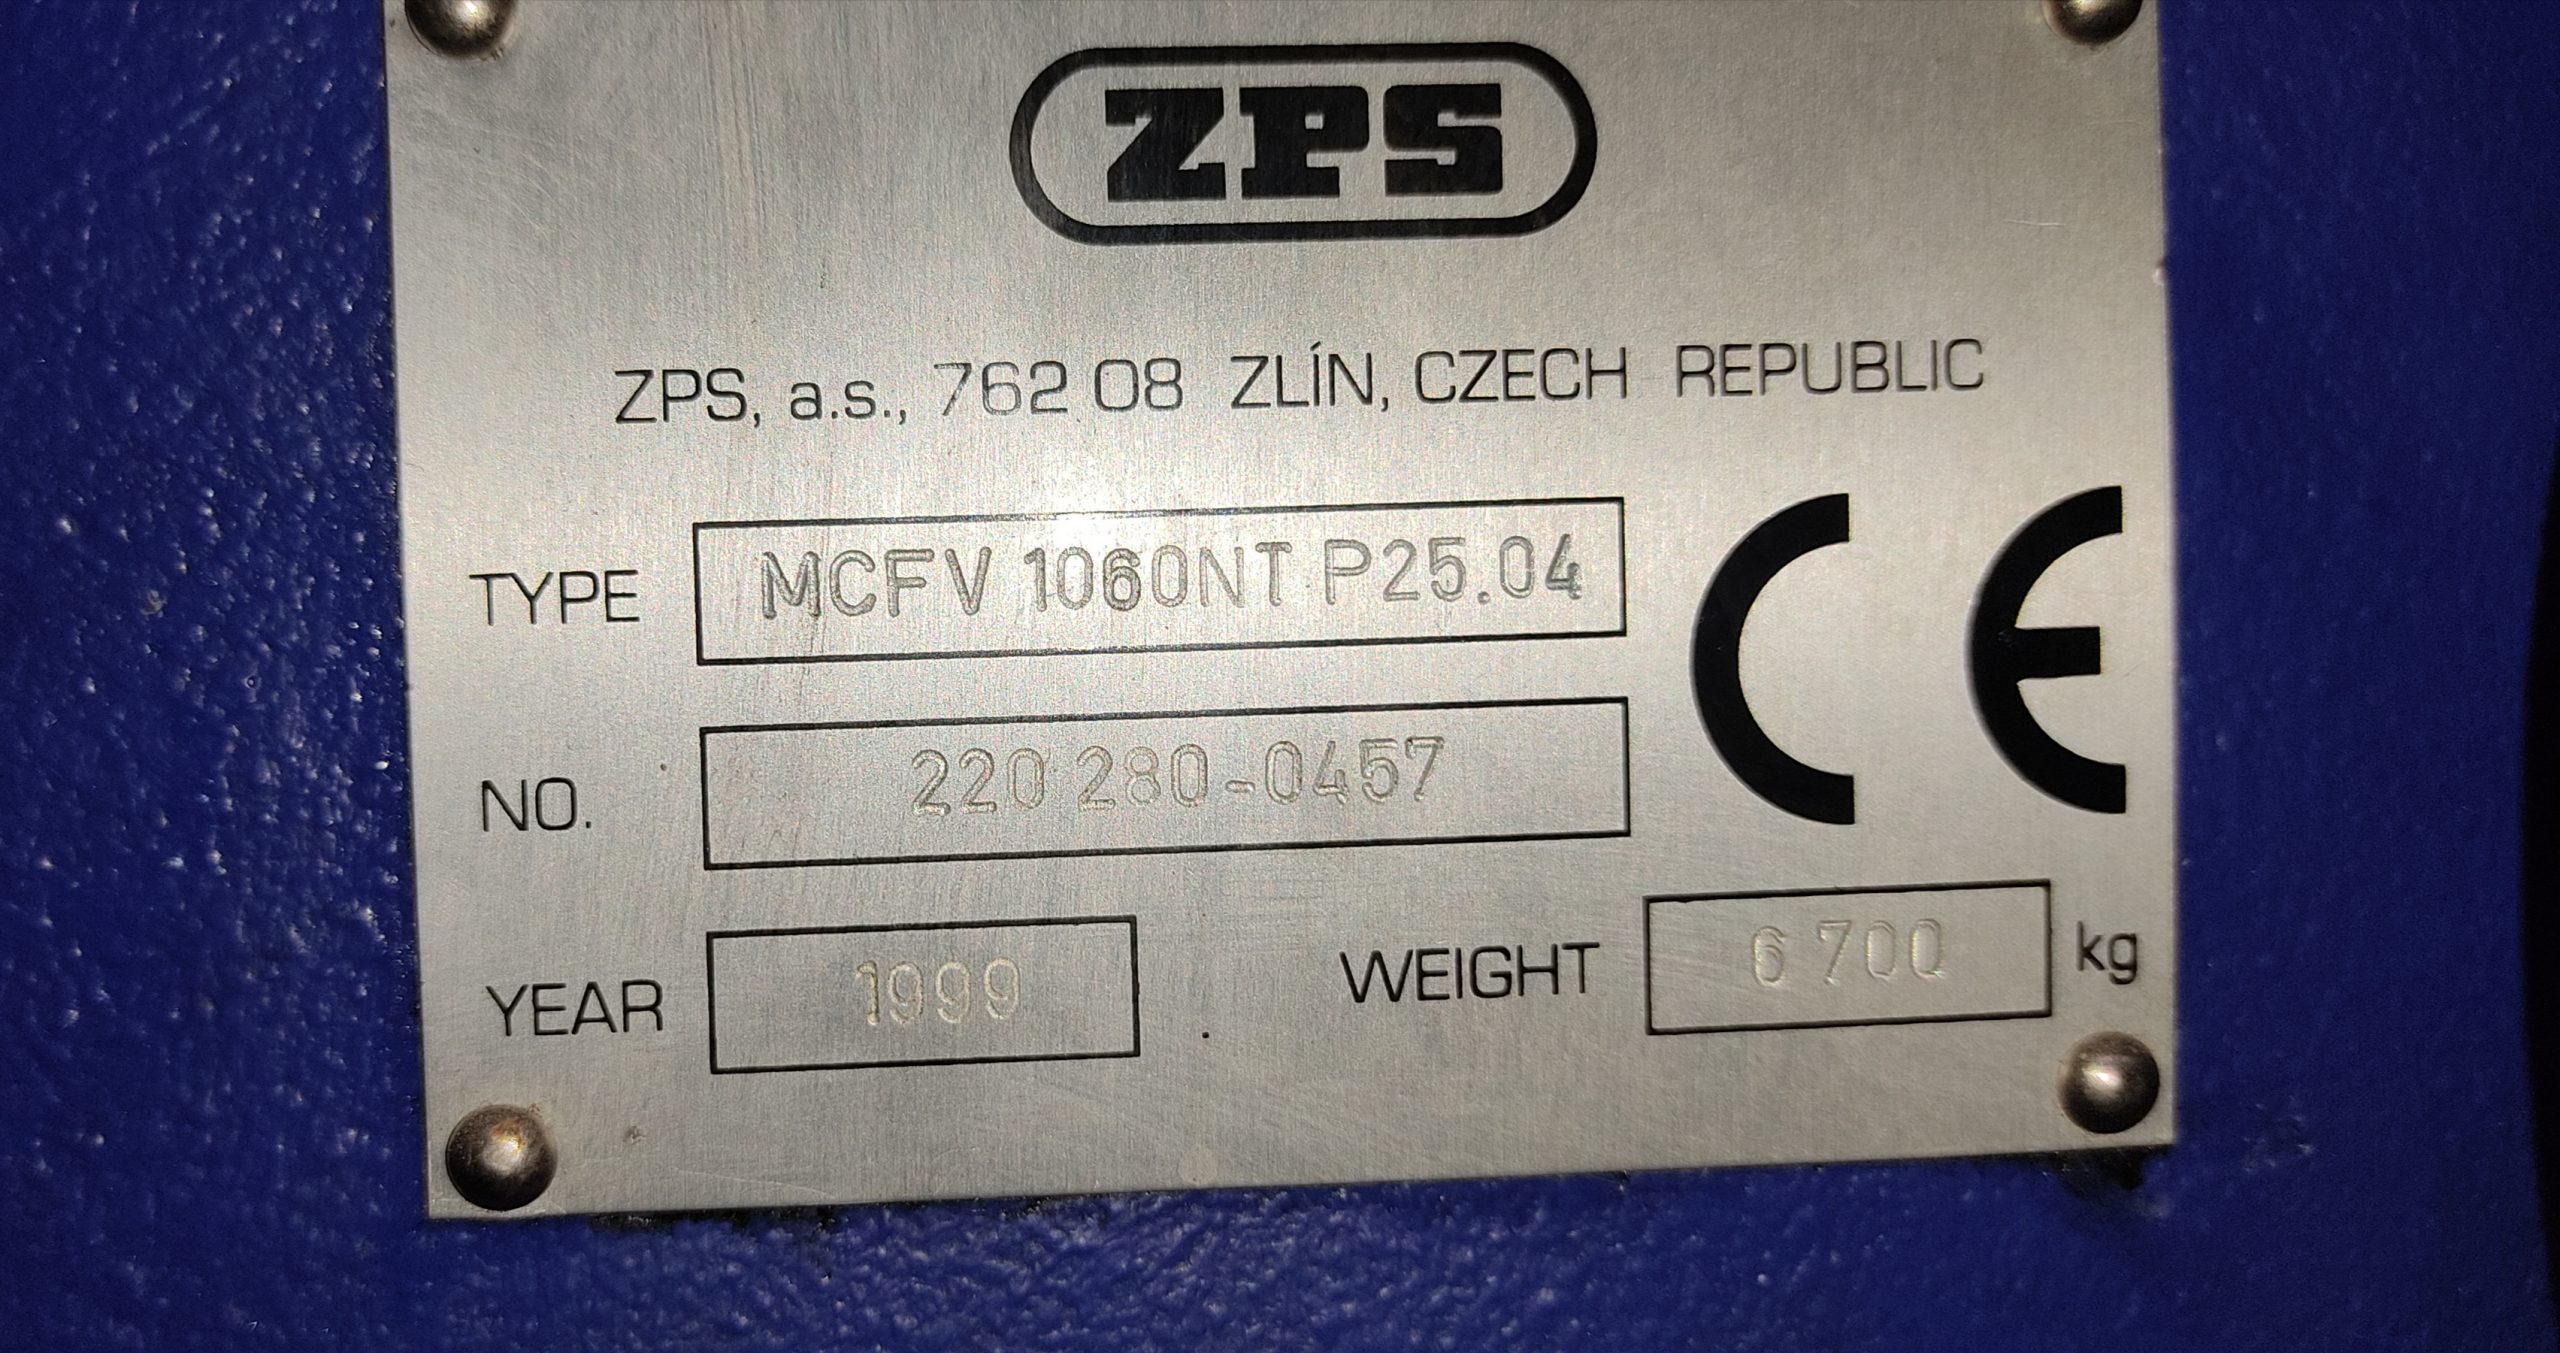 ZPS
ZPS, a.s., 762 08 ZLÍN, CZECH REPUBLIC
TYPE MCFV 1060NT P25.04
CE
NO. 220 280-0457
YEAR 1999 WEIGHT 6 700 kg